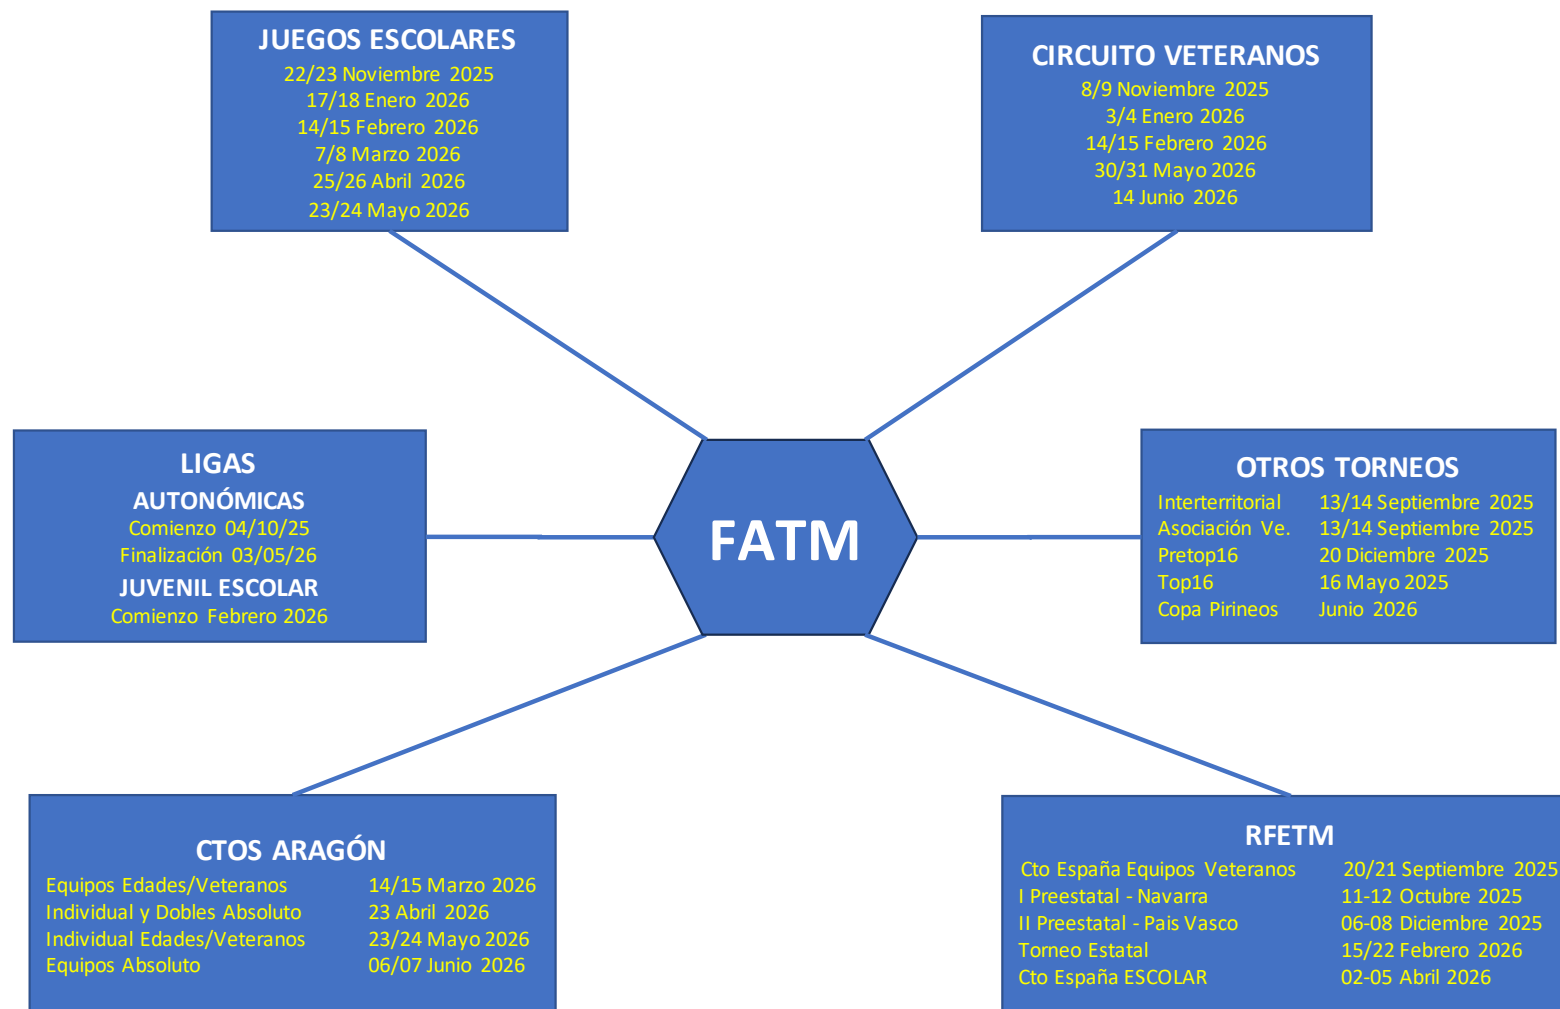 JUEGOS ESCOLARES
22/23 Noviembre 2025
17/18 Enero 2026
14/15 Febrero 2026
7/8 Marzo 2026
25/26 Abril 2026
23/24 Mayo 2026
CIRCUITO VETERANOS
8/9 Noviembre 2025
3/4 Enero 2026
14/15 Febrero 2026
30/31 Mayo 2026
14 Junio 2026
LIGAS
AUTONÓMICAS
Comienzo 04/10/25
Finalización 03/05/26
JUVENIL ESCOLAR
Comienzo Febrero 2026
FATM
OTROS TORNEOS
Interterritorial 13/14 Septiembre 2025
Asociación Ve. 13/14 Septiembre 2025
Pretop16 20 Diciembre 2025
Top16 16 Mayo 2025
Copa Pirineos Junio 2026
CTOS ARAGÓN
Equipos Edades/Veteranos 14/15 Marzo 2026
Individual y Dobles Absoluto 23 Abril 2026
Individual Edades/Veteranos 23/24 Mayo 2026
Equipos Absoluto 06/07 Junio 2026
RFETM
Cto España Equipos Veteranos 20/21 Septiembre 2025
I Preestatal - Navarra 11-12 Octubre 2025
II Preestatal - Pais Vasco 06-08 Diciembre 2025
Torneo Estatal 15/22 Febrero 2026
Cto España ESCOLAR 02-05 Abril 2026